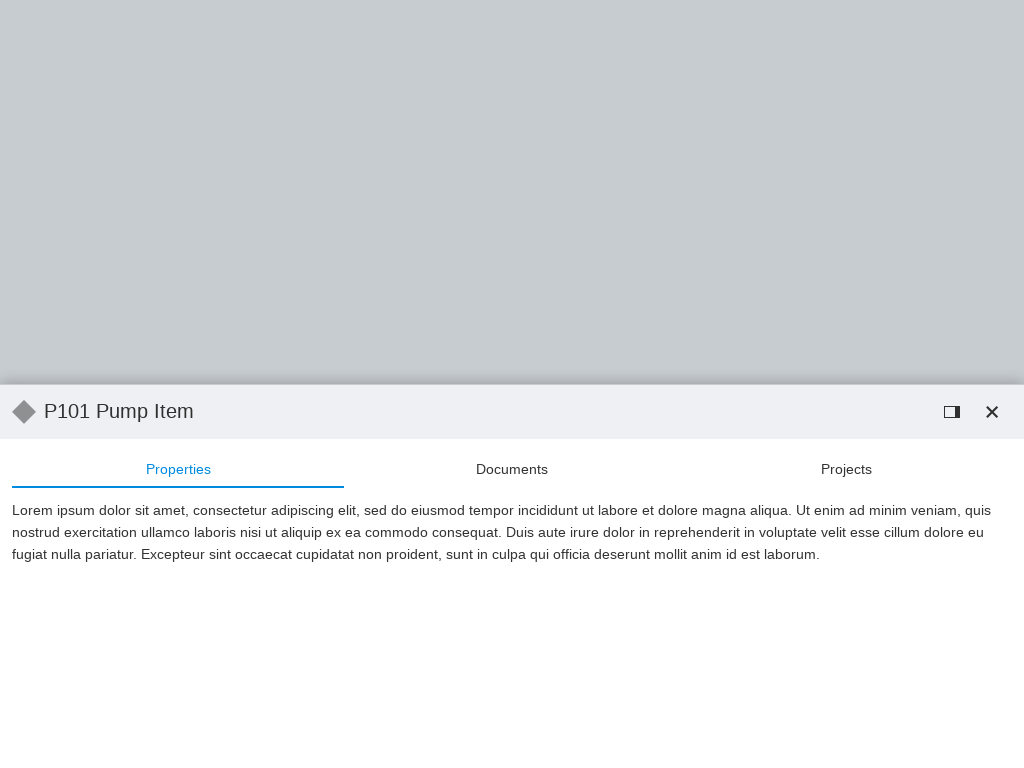 P101 Pump Item
Properties
Documents
Projects
Lorem ipsum dolor sit amet, consectetur adipiscing elit, sed do eiusmod tempor incididunt ut labore et dolore magna aliqua. Ut enim ad minim veniam, quis
nostrud exercitation ullamco laboris nisi ut aliquip ex ea commodo consequat. Duis aute irure dolor in reprehenderit in voluptate velit esse cillum dolore eu
fugiat nulla pariatur. Excepteur sint occaecat cupidatat non proident, sunt in culpa qui officia deserunt mollit anim id est laborum.